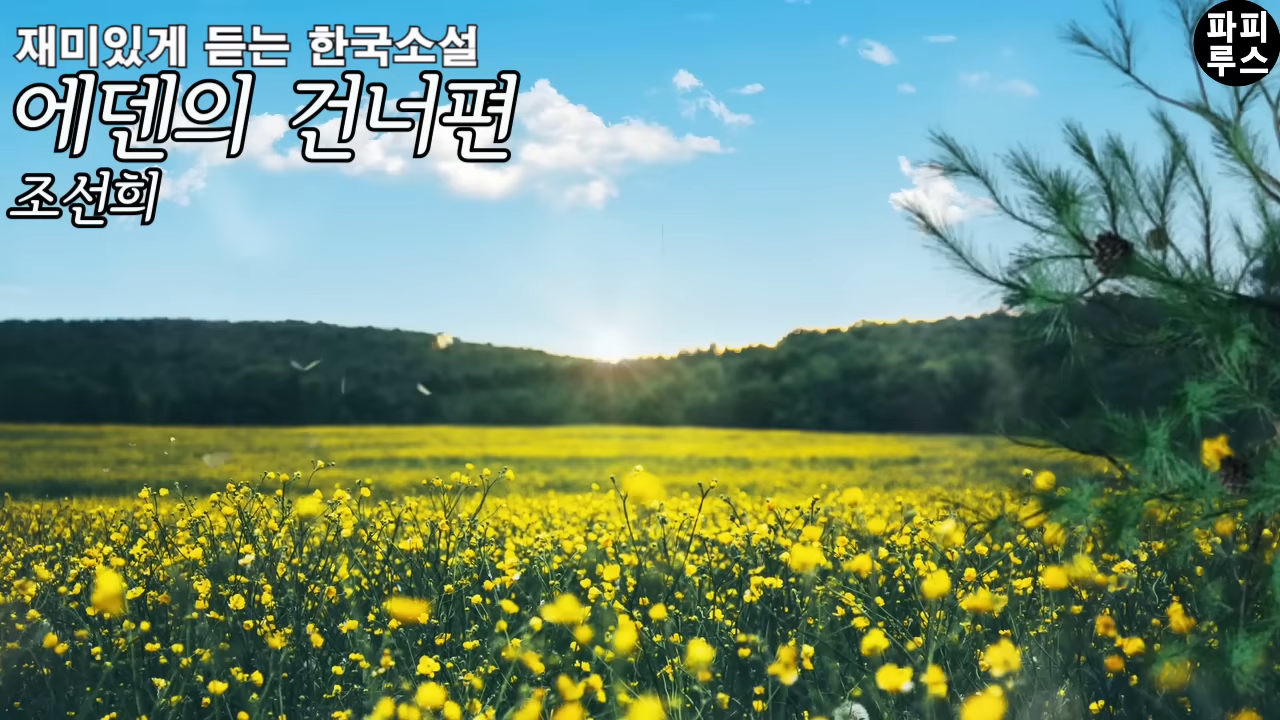 재미있게 듣는 한국소설
에덴의 건너편
조선희
파피
루스